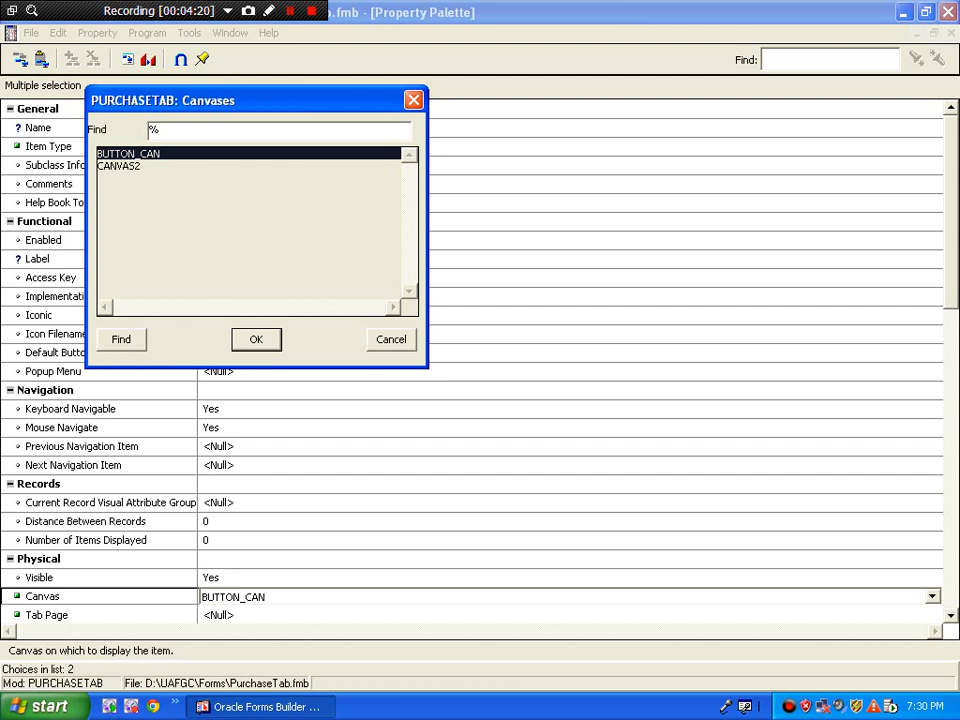 Recording [00:04:20]
b.fmb - [Property Palette]
File Edit Property Program Tools Window Help
Find:
Multiple selection
PURCHASETAB: Canvases
Find %
BUTTON_CAN
CANVAS2
Find OK Cancel
General
? Name
Item Type
Subclass Info
Comments
Help Book To
Functional
Enabled
? Label
Access Key
Implementati
Iconic
Icon Filename
Default Butto
Popup Menu <Null>
Navigation
Keyboard Navigable Yes
Mouse Navigate Yes
Previous Navigation Item <Null>
Next Navigation Item <Null>
Records
Current Record Visual Attribute Group <Null>
Distance Between Records 0
Number of Items Displayed 0
Physical
Visible Yes
Canvas BUTTON_CAN
Tab Page <Null>
Canvas on which to display the item.
Choices in list: 2
Mod: PURCHASETAB File: D:\UAFGC\Forms\PurchaseTab.fmb
start Oracle Forms Builder ... 7:30 PM